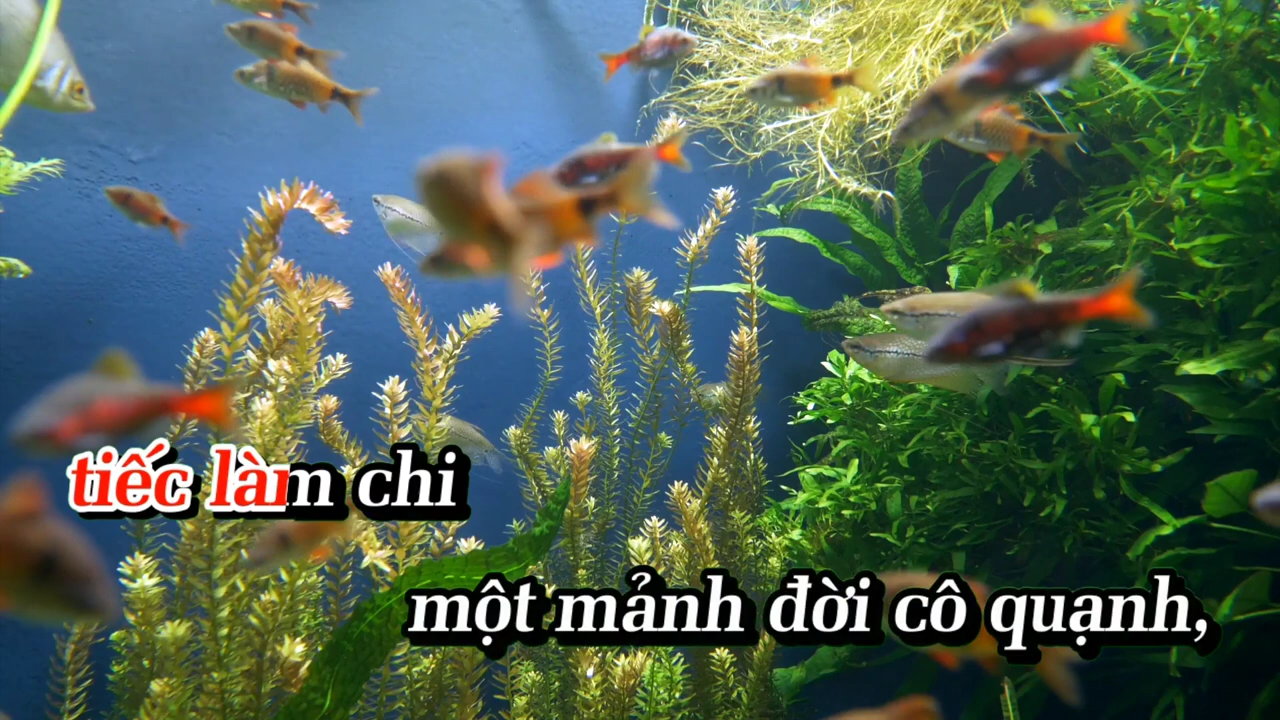 tiếc làm chi
một mảnh đời cô quạnh,